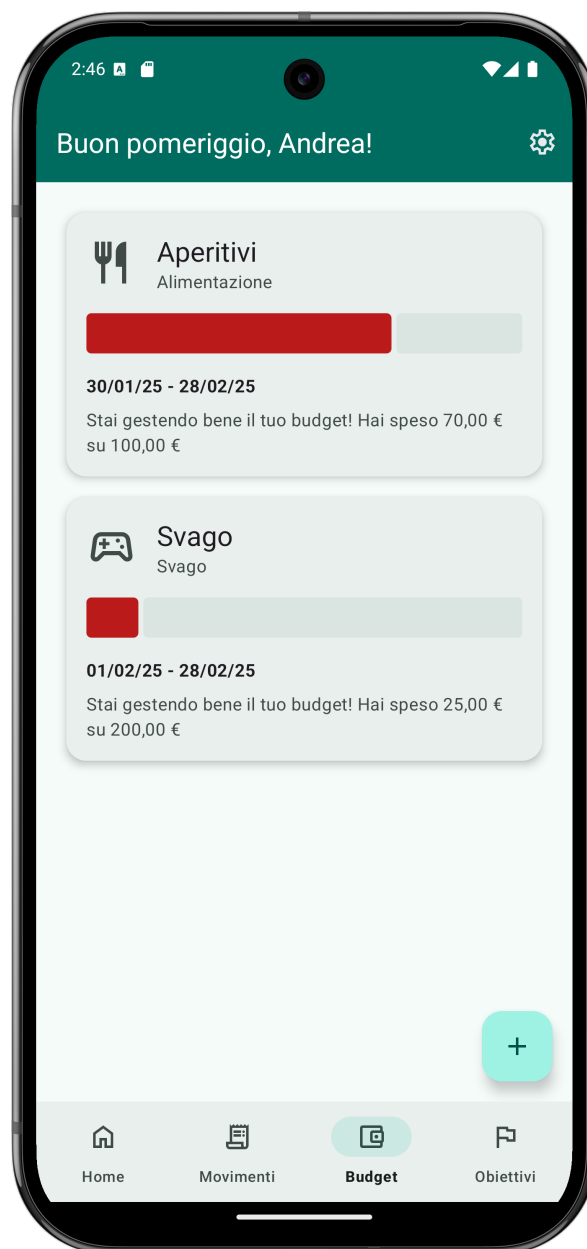 2:46
Buon pomeriggio, Andrea!
Aperitivi
Alimentazione
30/01/25 - 28/02/25
Stai gestendo bene il tuo budget! Hai speso 70,00 €
su 100,00 €
Svago
Svago
01/02/25 - 28/02/25
Stai gestendo bene il tuo budget! Hai speso 25,00 €
su 200,00 €
+
Home Movimenti Budget Obiettivi